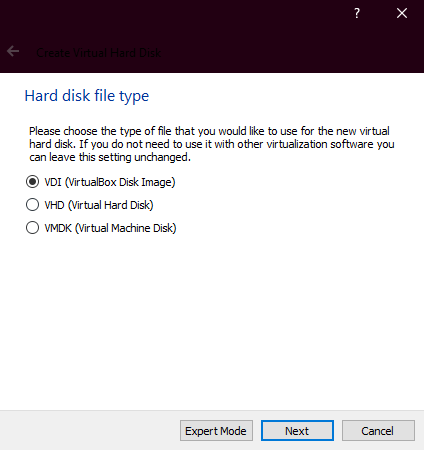 ?
Create Virtual Hard Disk
Hard disk file type
Please choose the type of file that you would like to use for the new virtual
hard disk. If you do not need to use it with other virtualization software you
can leave this setting unchanged.
VDI (VirtualBox Disk Image)
VHD (Virtual Hard Disk)
VMDK (Virtual Machine Disk)
Expert Mode Next Cancel